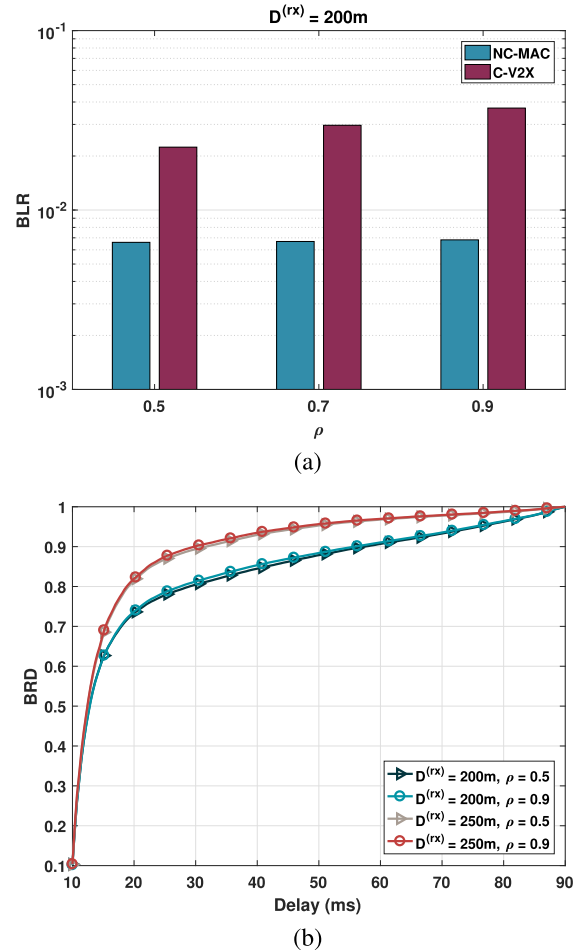 D^(rx) = 200m
10^-1
NC-MAC
C-V2X
BLR
10^-2
10^-3
0.5 0.7 0.9
ρ
(a)
1
0.9
0.8
0.7
0.6
BRD
0.5
0.4
0.3
0.2
0.1
D^(rx) = 200m, ρ = 0.5
D^(rx) = 200m, ρ = 0.9
D^(rx) = 250m, ρ = 0.5
D^(rx) = 250m, ρ = 0.9
10 20 30 40 50 60 70 80 90
Delay (ms)
(b)